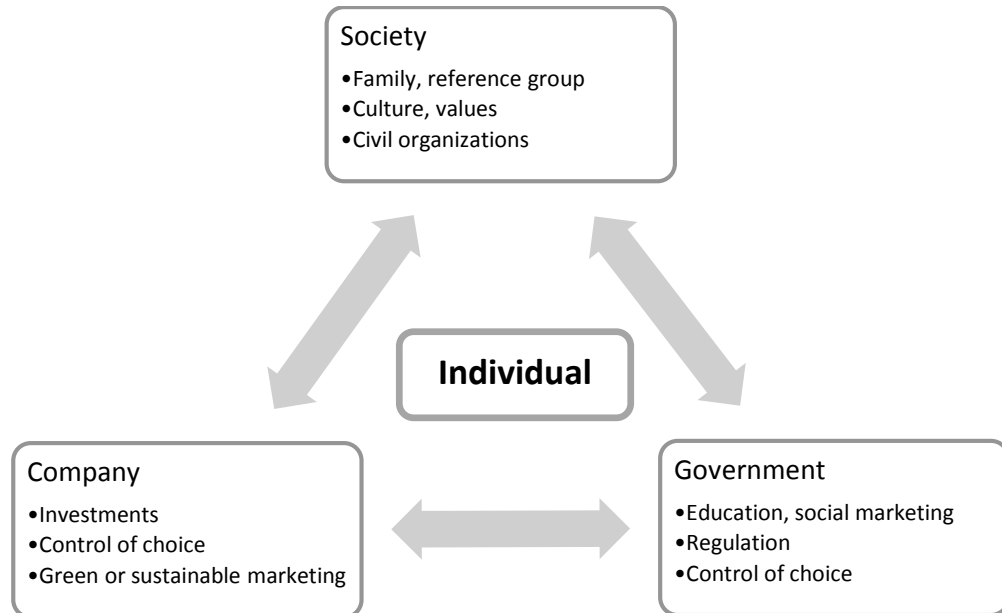 Society
•Family, reference group
•Culture, values
•Civil organizations
Individual
Company
•Investments
•Control of choice
•Green or sustainable marketing
Government
•Education, social marketing
•Regulation
•Control of choice